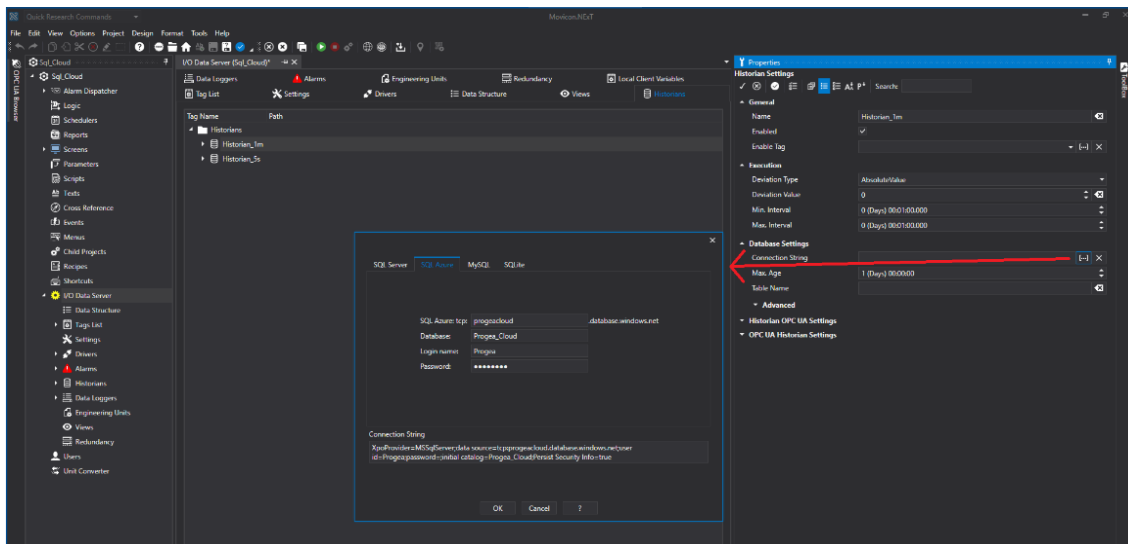 Quick Research Commands
Movicon.NExT
File Edit View Options Project Design Format Tools Help
Sql_Cloud
I/O Data Server (Sql_Cloud)*
Properties
OPC UA Browser
ToolBox
Sql_Cloud
Alarm Dispatcher
Logic
Schedulers
Reports
Screens
Parameters
Scripts
Texts
Cross Reference
Events
Menus
Child Projects
Recipes
Shortcuts
I/O Data Server
Data Structure
Tags List
Settings
Drivers
Alarms
Historians
Data Loggers
Engineering Units
Views
Redundancy
Users
Unit Converter
Data Loggers Alarms Engineering Units Redundancy Local Client Variables
Tag List Settings Drivers Data Structure Views Historians
Tag Name Path
Historians
Historian_1m
Historian_5s
SQL Server SQL Azure MySQL SQLite
SQL Azure: tcp: progeacloud .database.windows.net
Database: Progea_Cloud
Login name: Progea
Password: ●●●●●●●●
Connection String
XpoProvider=MSSqlServer;data source=tcp:progeacloud.database.windows.net;user
id=Progea;password=;initial catalog=Progea_Cloud;Persist Security Info=true
OK Cancel ?
Historian Settings
Search:
General
Name Historian_1m
Enabled
Enable Tag
Execution
Deviation Type AbsoluteValue
Deviation Value 0
Min. Interval 0 (Days) 00:01:00.000
Max. Interval 0 (Days) 00:01:00.000
Database Settings
Connection String
Max. Age 1 (Days) 00:00:00
Table Name
Advanced
Historian OPC UA Settings
OPC UA Historian Settings